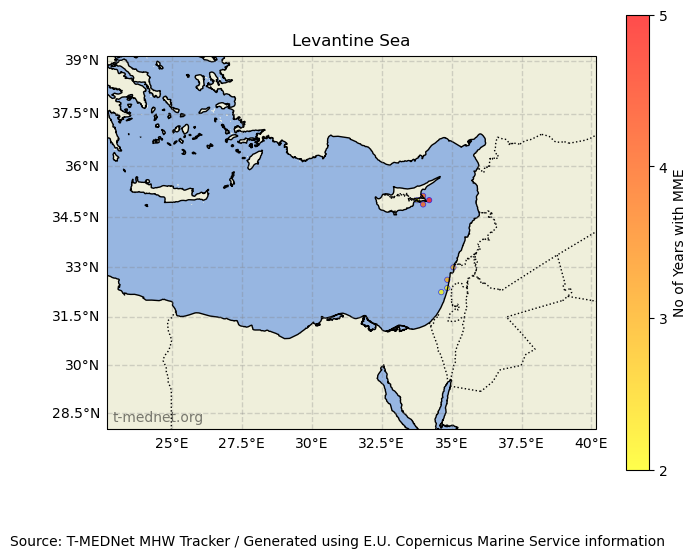 Levantine Sea
39°N
37.5°N
36°N
34.5°N
33°N
31.5°N
30°N
28.5°N
t-mednet.org
25°E
27.5°E
30°E
32.5°E
35°E
37.5°E
40°E
5
4
3
2
No of Years with MME
Source: T-MEDNet MHW Tracker / Generated using E.U. Copernicus Marine Service information